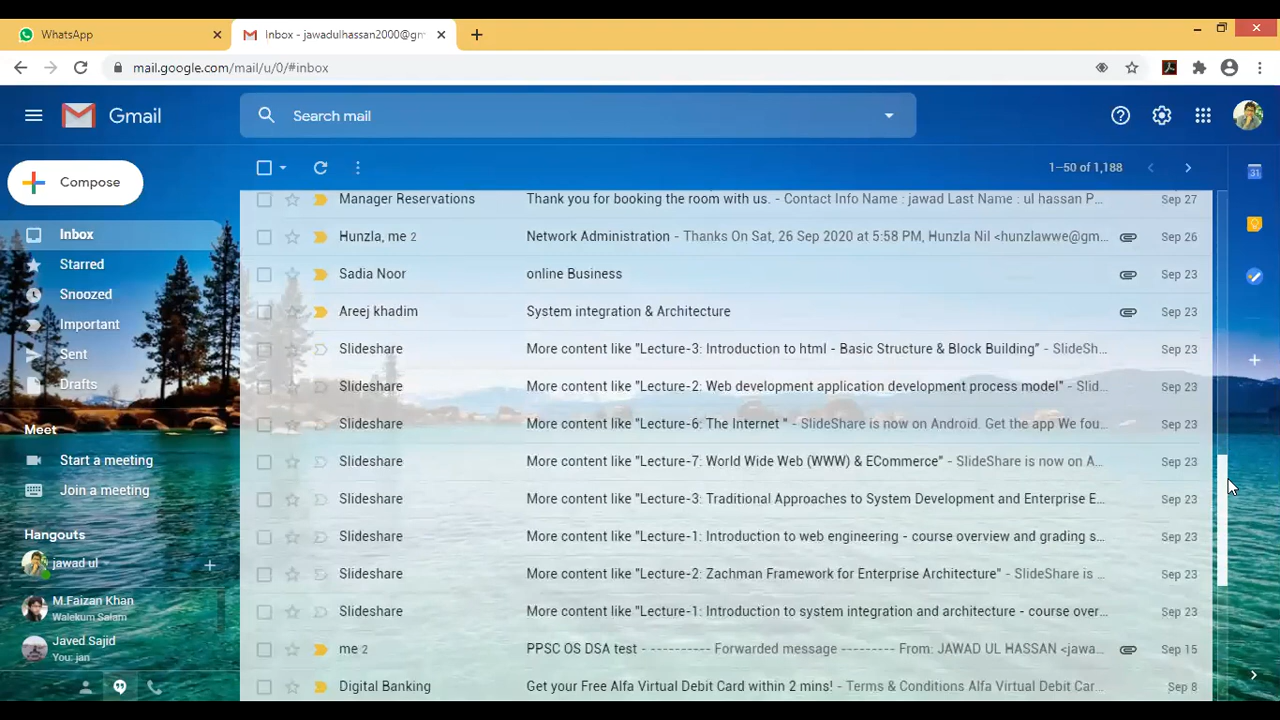 WhatsApp
Inbox - jawadulhassan2000@gm
mail.google.com/mail/u/0/#inbox
Gmail
Search mail
Compose
1–50 of 1,188
Inbox
Starred
Snoozed
Important
Sent
Drafts
Meet
Start a meeting
Join a meeting
Hangouts
jawad ul
M.Faizan Khan
Walekum Salam
Javed Sajid
You: jan
Manager Reservations Thank you for booking the room with us. - Contact Info Name : jawad Last Name : ul hassan P... Sep 27
Hunzla, me 2 Network Administration - Thanks On Sat, 26 Sep 2020 at 5:58 PM, Hunzla Nil <hunzlawwe@gm... Sep 26
Sadia Noor online Business Sep 23
Areej khadim System integration & Architecture Sep 23
Slideshare More content like "Lecture-3: Introduction to html - Basic Structure & Block Building" - SlideSh... Sep 23
Slideshare More content like "Lecture-2: Web development application development process model" - Slid... Sep 23
Slideshare More content like "Lecture-6: The Internet " - SlideShare is now on Android. Get the app We fou... Sep 23
Slideshare More content like "Lecture-7: World Wide Web (WWW) & ECommerce" - SlideShare is now on A... Sep 23
Slideshare More content like "Lecture-3: Traditional Approaches to System Development and Enterprise E... Sep 23
Slideshare More content like "Lecture-1: Introduction to web engineering - course overview and grading s... Sep 23
Slideshare More content like "Lecture-2: Zachman Framework for Enterprise Architecture" - SlideShare is ... Sep 23
Slideshare More content like "Lecture-1: Introduction to system integration and architecture - course over... Sep 23
me 2 PPSC OS DSA test - ---------- Forwarded message --------- From: JAWAD UL HASSAN <jawa... Sep 15
Digital Banking Get your Free Alfa Virtual Debit Card within 2 mins! - Terms & Conditions Alfa Virtual Debit Car... Sep 8
31